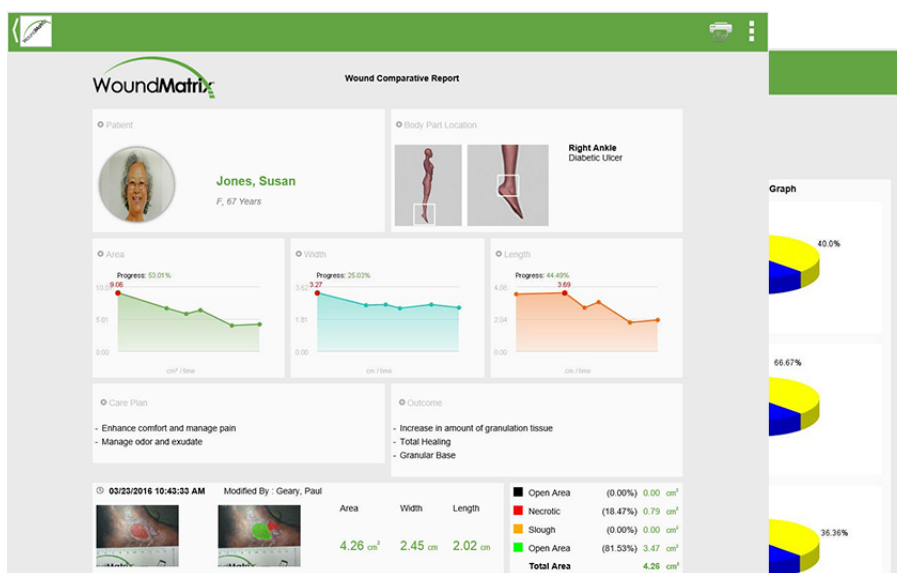 WoundMatrix
WoundMatrix
Wound Comparative Report
Patient
Jones, Susan
F, 67 Years
Body Part Location
Right Ankle
Diabetic Ulcer
Graph
40.0%
66.67%
36.36%
Area
Progress: 53.01%
9.06
5.01
0.00
cm² / time
Width
Progress: 25.03%
3.62
3.27
1.81
0.00
cm / time
Length
Progress: 44.49%
4.06
3.69
2.04
0.00
cm / time
Care Plan
- Enhance comfort and manage pain
- Manage odor and exudate
Outcome
- Increase in amount of granulation tissue
- Total Healing
- Granular Base
03/23/2016 10:43:33 AM Modified By : Geary, Paul
Area Width Length
4.26 cm² 2.45 cm 2.02 cm
Open Area (0.00%) 0.00 cm²
Necrotic (18.47%) 0.79 cm²
Slough (0.00%) 0.00 cm²
Open Area (81.53%) 3.47 cm²
Total Area 4.26 cm²